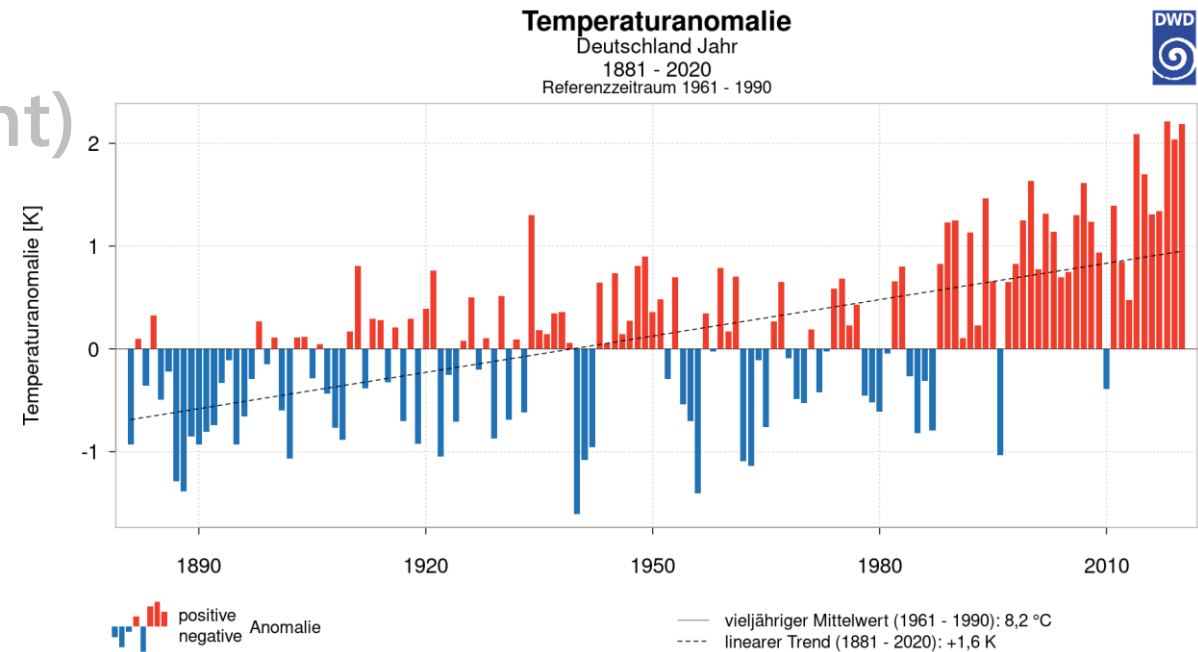 Temperaturanomalie
Deutschland Jahr
1881 - 2020
Referenzzeitraum 1961 - 1990
DWD
nt)
Temperaturanomalie [K]
2
1
0
-1
1890 1920 1950 1980 2010
positive
negative Anomalie
vieljähriger Mittelwert (1961 - 1990): 8,2 °C
linearer Trend (1881 - 2020): +1,6 K